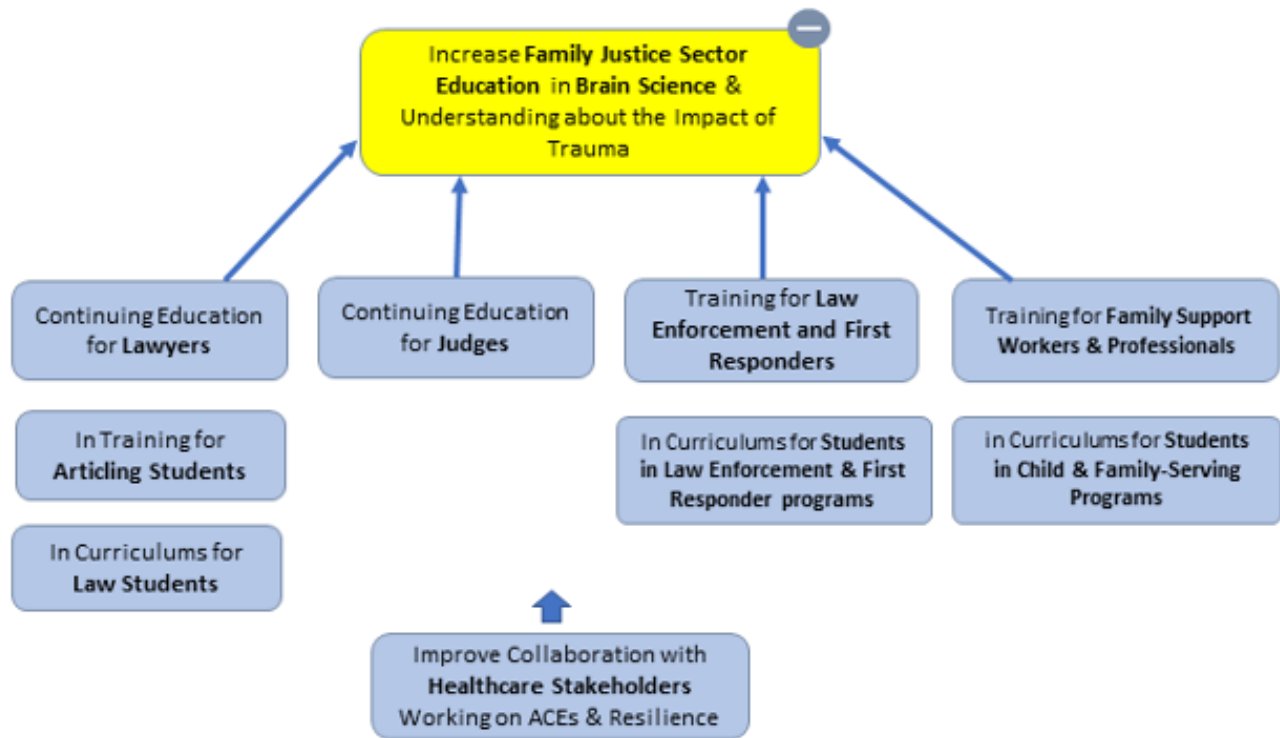 Increase Family Justice Sector
Education in Brain Science &
Understanding about the Impact of
Trauma
Continuing Education
for Lawyers
Continuing Education
for Judges
Training for Law
Enforcement and First
Responders
Training for Family Support
Workers & Professionals
In Training for
Articling Students
In Curriculums for Students
in Law Enforcement & First
Responder programs
in Curriculums for Students
in Child & Family-Serving
Programs
In Curriculums for
Law Students
Improve Collaboration with
Healthcare Stakeholders
Working on ACEs & Resilience